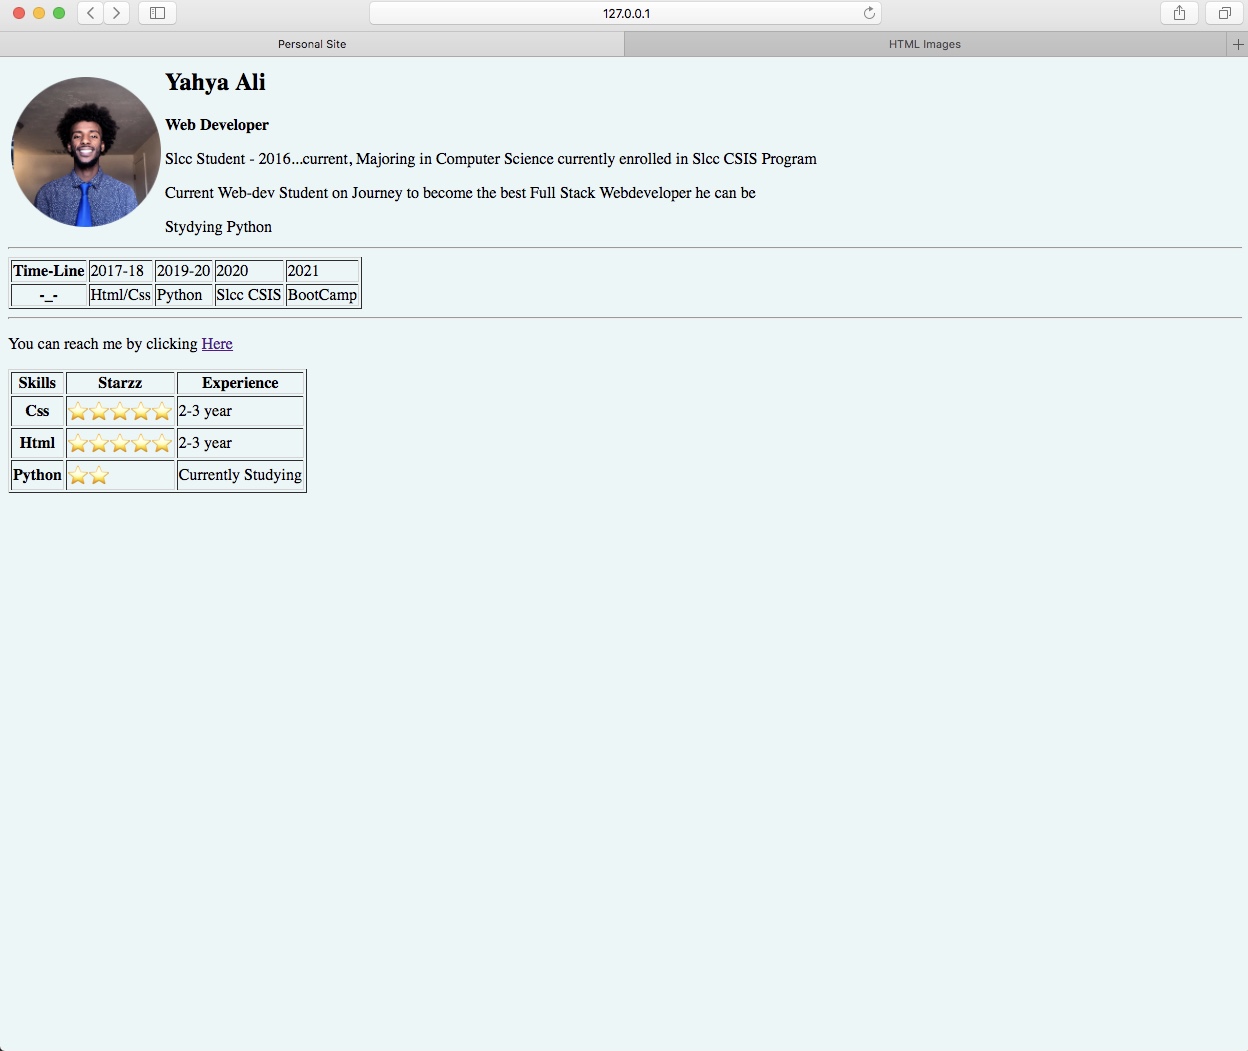 127.0.0.1
Personal Site
HTML Images
Yahya Ali
Web Developer
Slcc Student - 2016...current, Majoring in Computer Science currently enrolled in Slcc CSIS Program
Current Web-dev Student on Journey to become the best Full Stack Webdeveloper he can be
Stydying Python
Time-Line 2017-18 2019-20 2020 2021
-_- Html/Css Python Slcc CSIS BootCamp
You can reach me by clicking Here
Skills Starzz Experience
Css ⭐⭐⭐⭐⭐ 2-3 year
Html ⭐⭐⭐⭐⭐ 2-3 year
Python ⭐⭐ Currently Studying